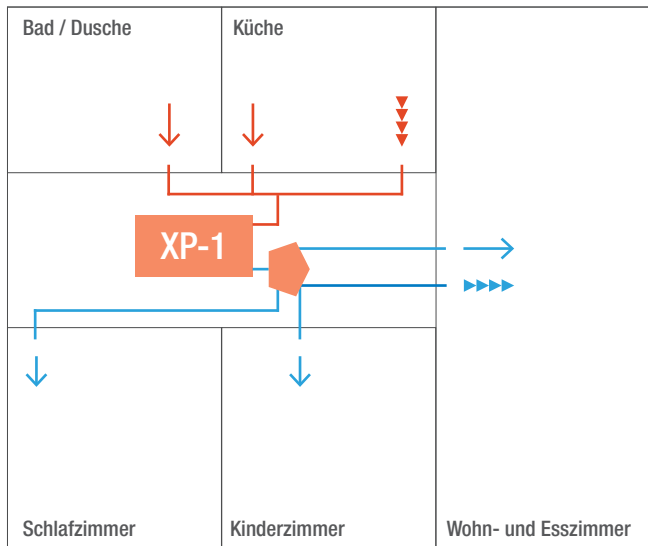 Bad / Dusche
Küche
XP-1
Schlafzimmer
Kinderzimmer
Wohn- und Esszimmer